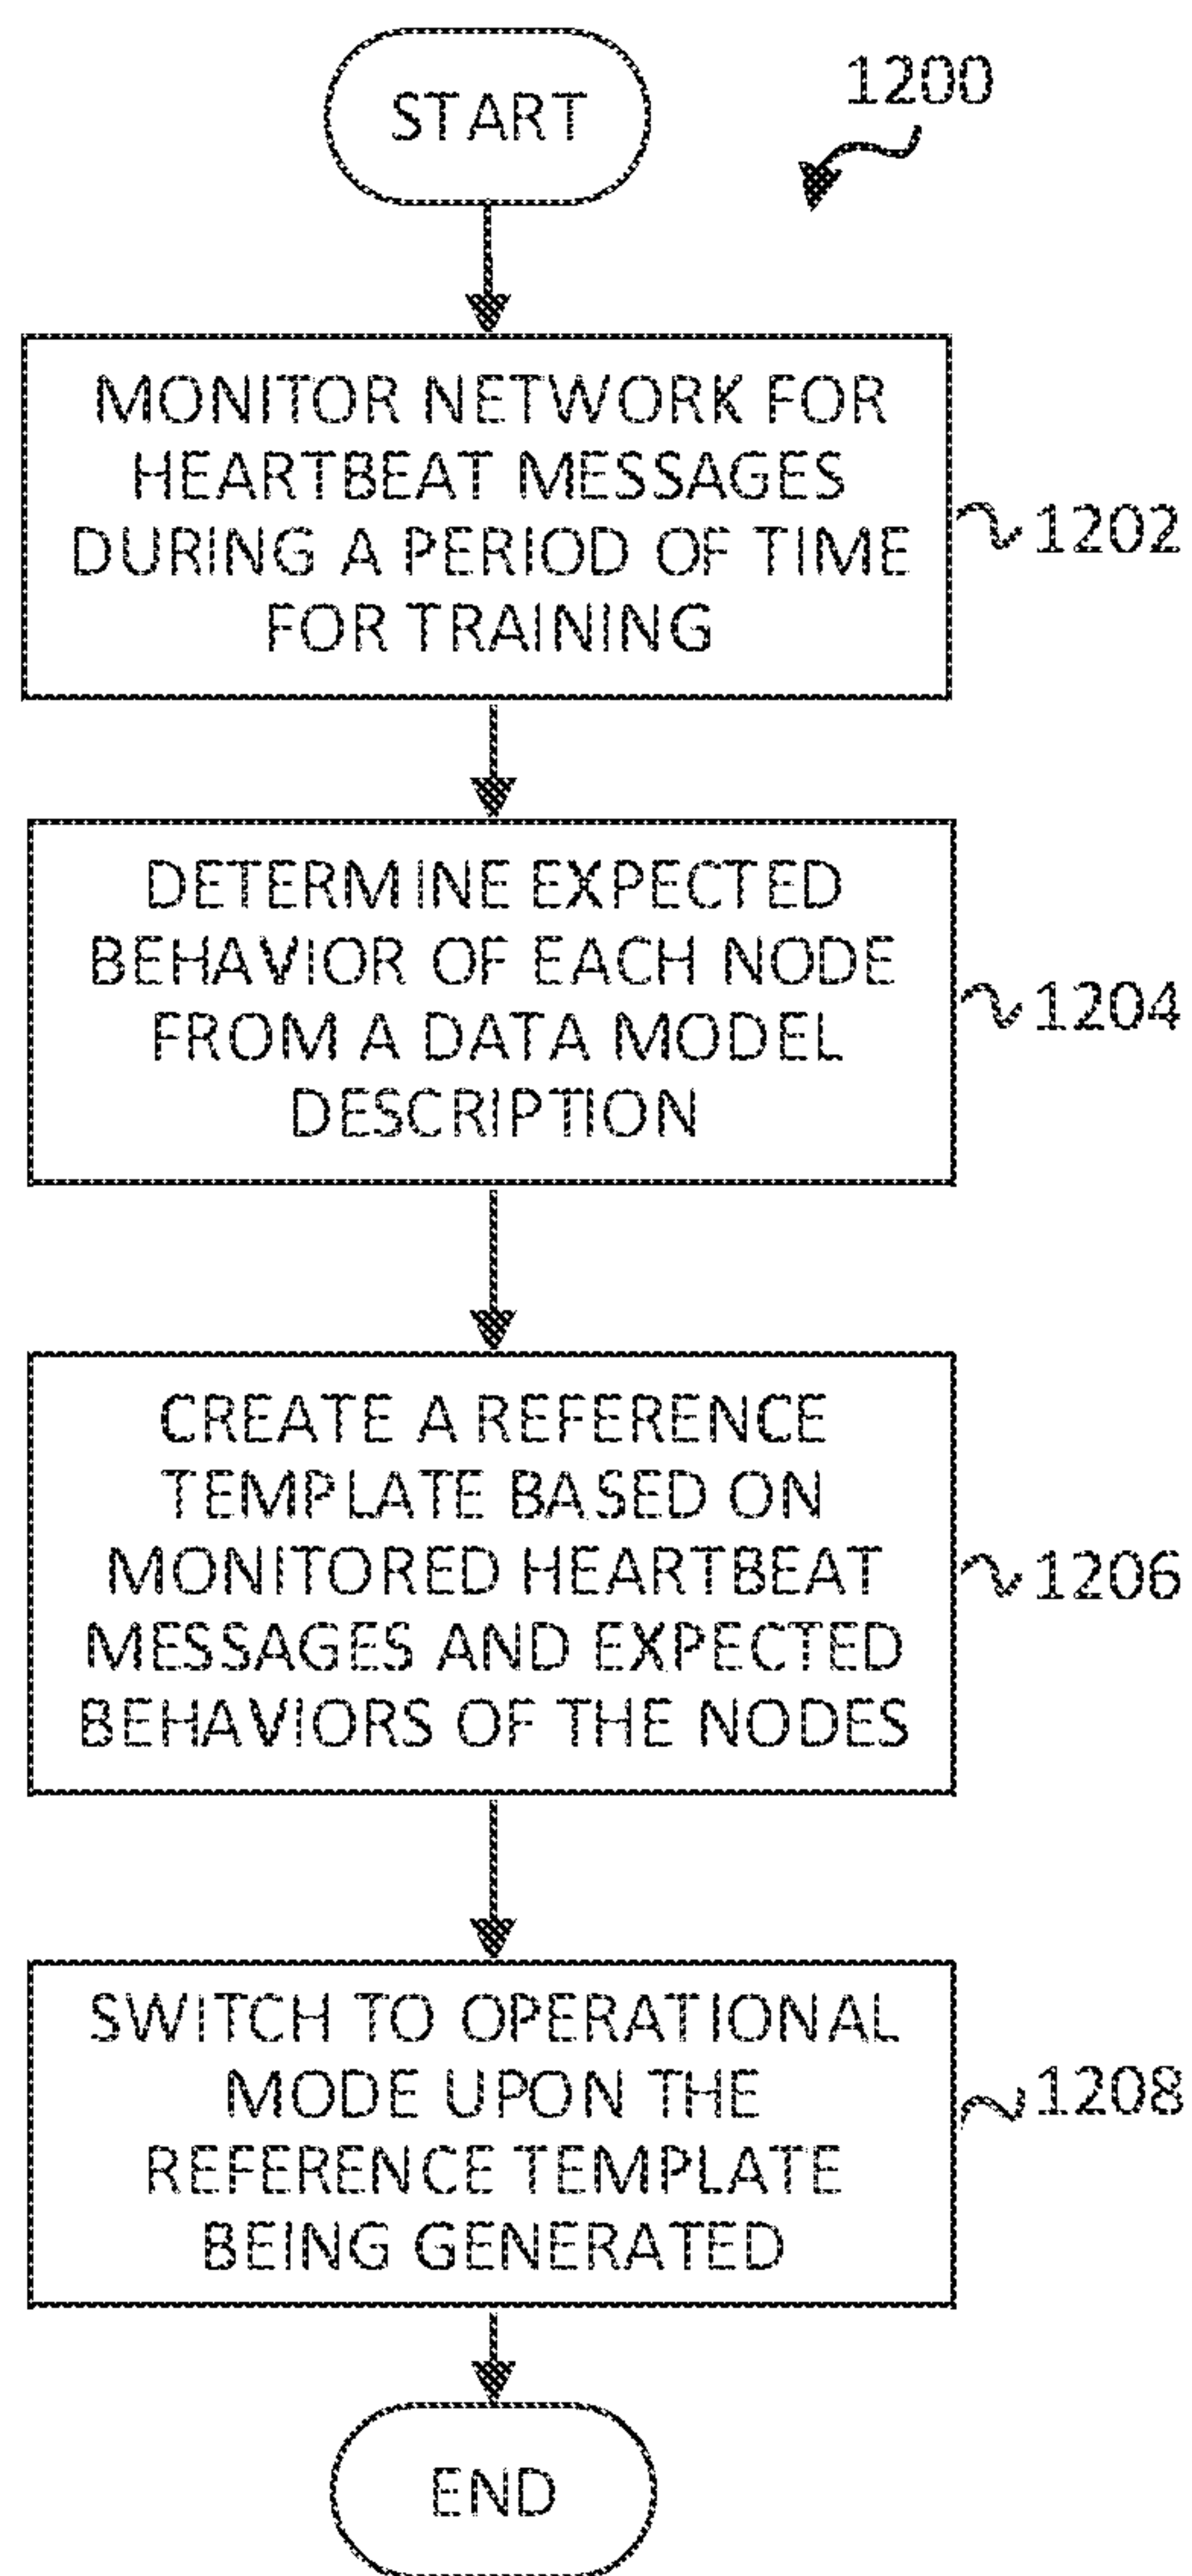 START
1200
MONITOR NETWORK FOR
HEARTBEAT MESSAGES
DURING A PERIOD OF TIME
FOR TRAINING
1202
DETERMINE EXPECTED
BEHAVIOR OF EACH NODE
FROM A DATA MODEL
DESCRIPTION
1204
CREATE A REFERENCE
TEMPLATE BASED ON
MONITORED HEARTBEAT
MESSAGES AND EXPECTED
BEHAVIORS OF THE NODES
1206
SWITCH TO OPERATIONAL
MODE UPON THE
REFERENCE TEMPLATE
BEING GENERATED
1208
END